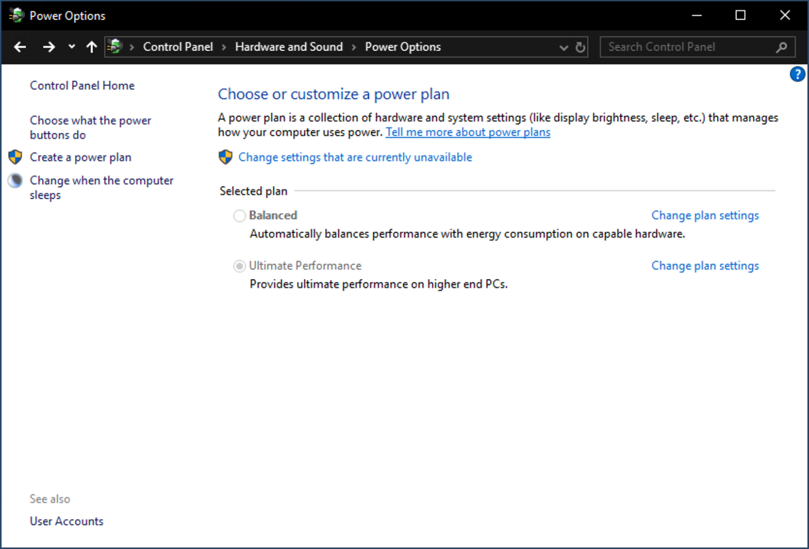 Power Options
Control Panel > Hardware and Sound > Power Options
Search Control Panel
?
Control Panel Home
Choose what the power
buttons do
Create a power plan
Change when the computer
sleeps
Choose or customize a power plan
A power plan is a collection of hardware and system settings (like display brightness, sleep, etc.) that manages
how your computer uses power. Tell me more about power plans
Change settings that are currently unavailable
Selected plan
Balanced Change plan settings
Automatically balances performance with energy consumption on capable hardware.
Ultimate Performance Change plan settings
Provides ultimate performance on higher end PCs.
See also
User Accounts